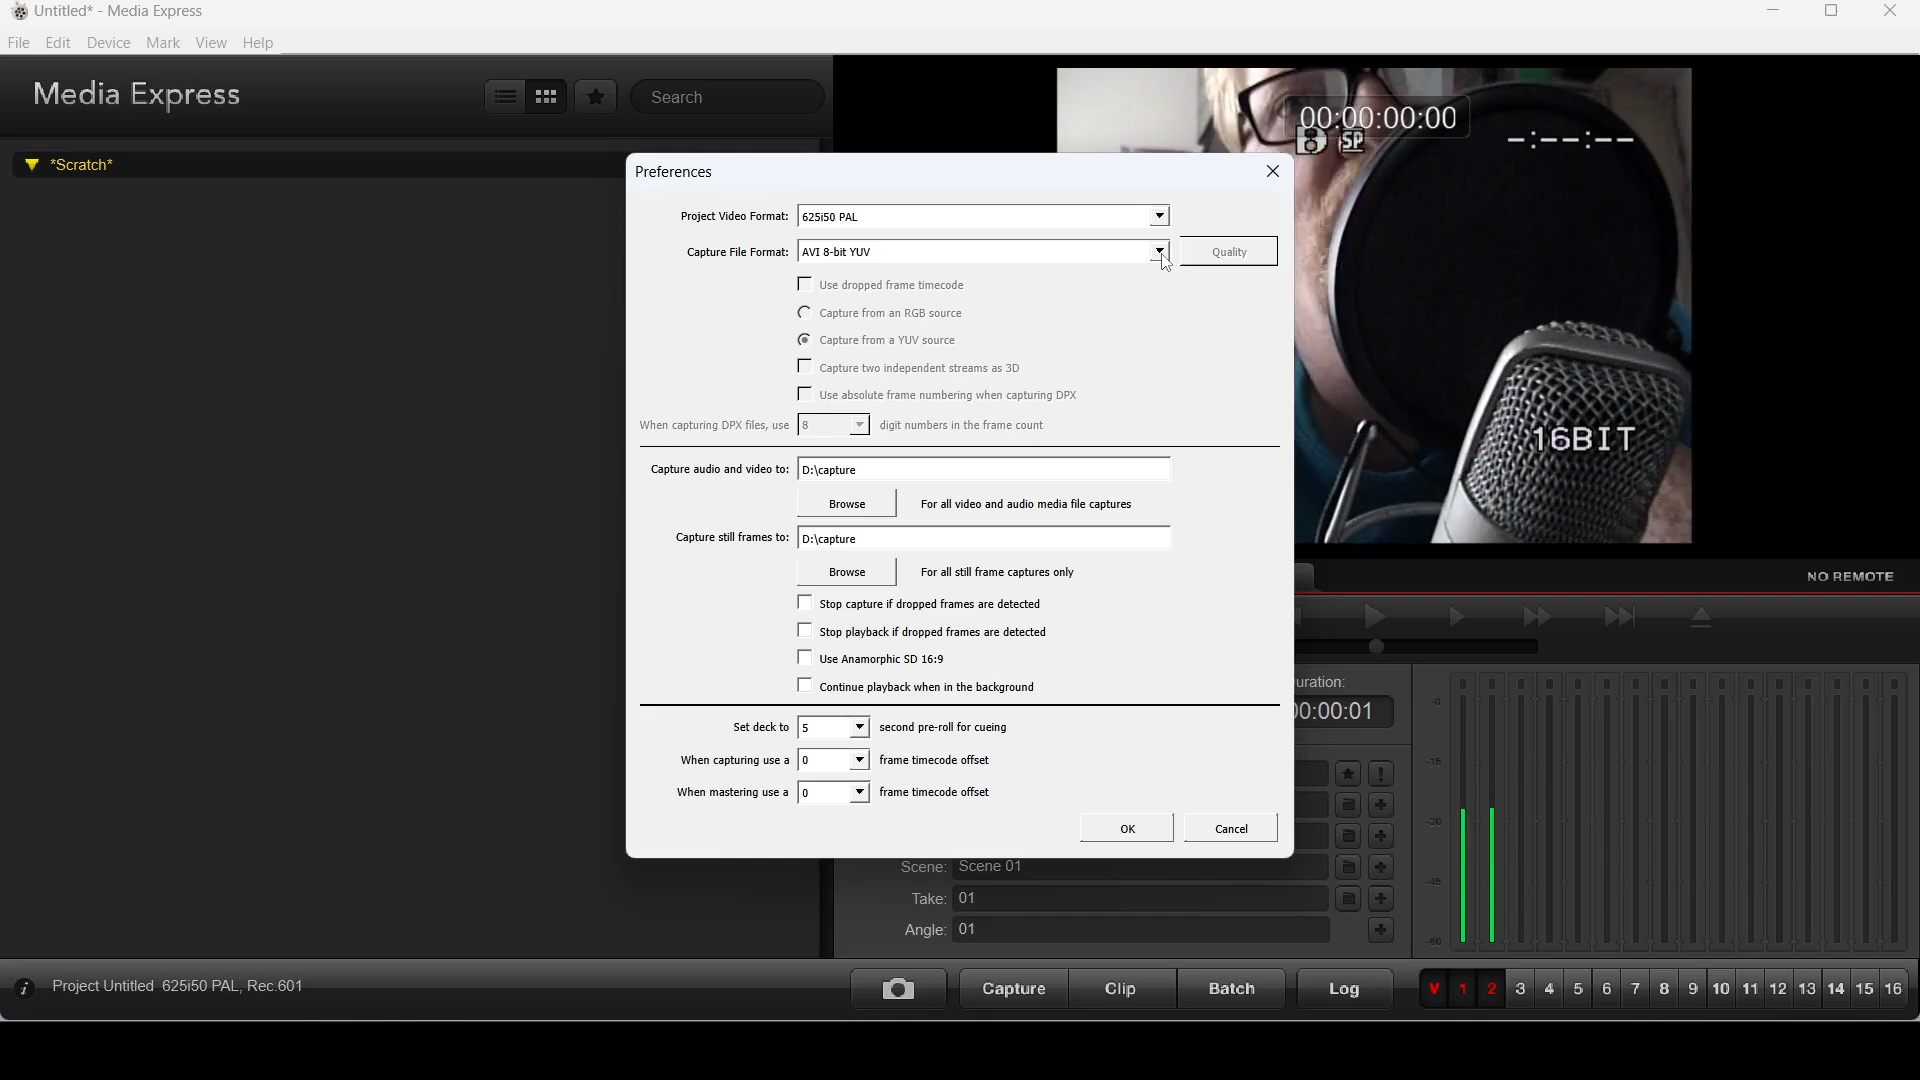 Untitled* - Media Express
File Edit Device Mark View Help
Media Express
Search
*Scratch*
00:00:00:00
SP
-:--:--
16BIT
Preferences
Project Video Format: 625i50 PAL
Capture File Format: AVI 8-bit YUV
Quality
Use dropped frame timecode
Capture from an RGB source
Capture from a YUV source
Capture two independent streams as 3D
Use absolute frame numbering when capturing DPX
When capturing DPX files, use 8 digit numbers in the frame count
Capture audio and video to: D:\capture
Browse For all video and audio media file captures
Capture still frames to: D:\capture
Browse For all still frame captures only
Stop capture if dropped frames are detected
Stop playback if dropped frames are detected
Use Anamorphic SD 16:9
Continue playback when in the background
Set deck to 5 second pre-roll for cueing
When capturing use a 0 frame timecode offset
When mastering use a 0 frame timecode offset
OK Cancel
NO REMOTE
uration:
00:00:01
-0
-15
-30
-45
-60
Scene: Scene 01
Take: 01
Angle: 01
Project Untitled 625i50 PAL, Rec.601
Capture Clip Batch Log
V 1 2 3 4 5 6 7 8 9 10 11 12 13 14 15 16